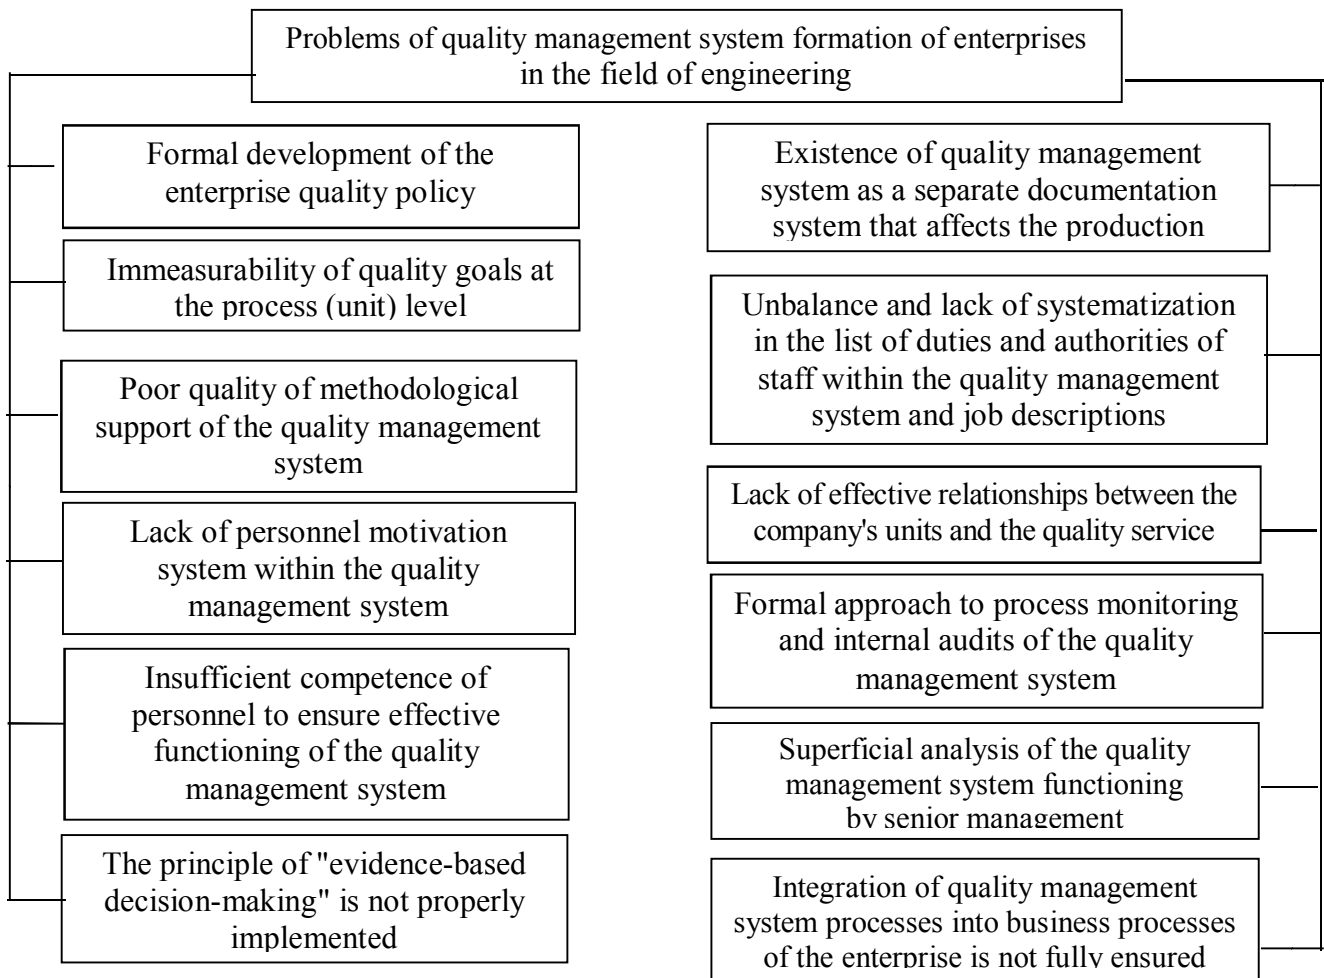 Problems of quality management system formation of enterprises
in the field of engineering
Formal development of the
enterprise quality policy
Immeasurability of quality goals at
the process (unit) level
Poor quality of methodological
support of the quality management
system
Lack of personnel motivation
system within the quality
management system
Insufficient competence of
personnel to ensure effective
functioning of the quality
management system
The principle of "evidence-based
decision-making" is not properly
implemented
Existence of quality management
system as a separate documentation
system that affects the production
Unbalance and lack of systematization
in the list of duties and authorities of
staff within the quality management
system and job descriptions
Lack of effective relationships between the
company's units and the quality service
Formal approach to process monitoring
and internal audits of the quality
management system
Superficial analysis of the quality
management system functioning
by senior management
Integration of quality management
system processes into business processes
of the enterprise is not fully ensured